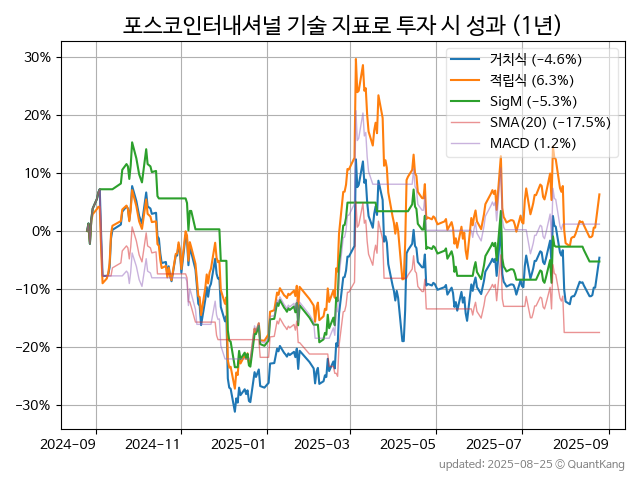 포스코인터내셔널 기술 지표로 투자 시 성과 (1년)
거치식 (−4.6%)
적립식 (6.3%)
SigM (−5.3%)
SMA(20) (−17.5%)
MACD (1.2%)
30%
20%
10%
0%
−10%
−20%
−30%
2024-09 2024-11 2025-01 2025-03 2025-05 2025-07 2025-09
updated: 2025-08-25 © QuantKang